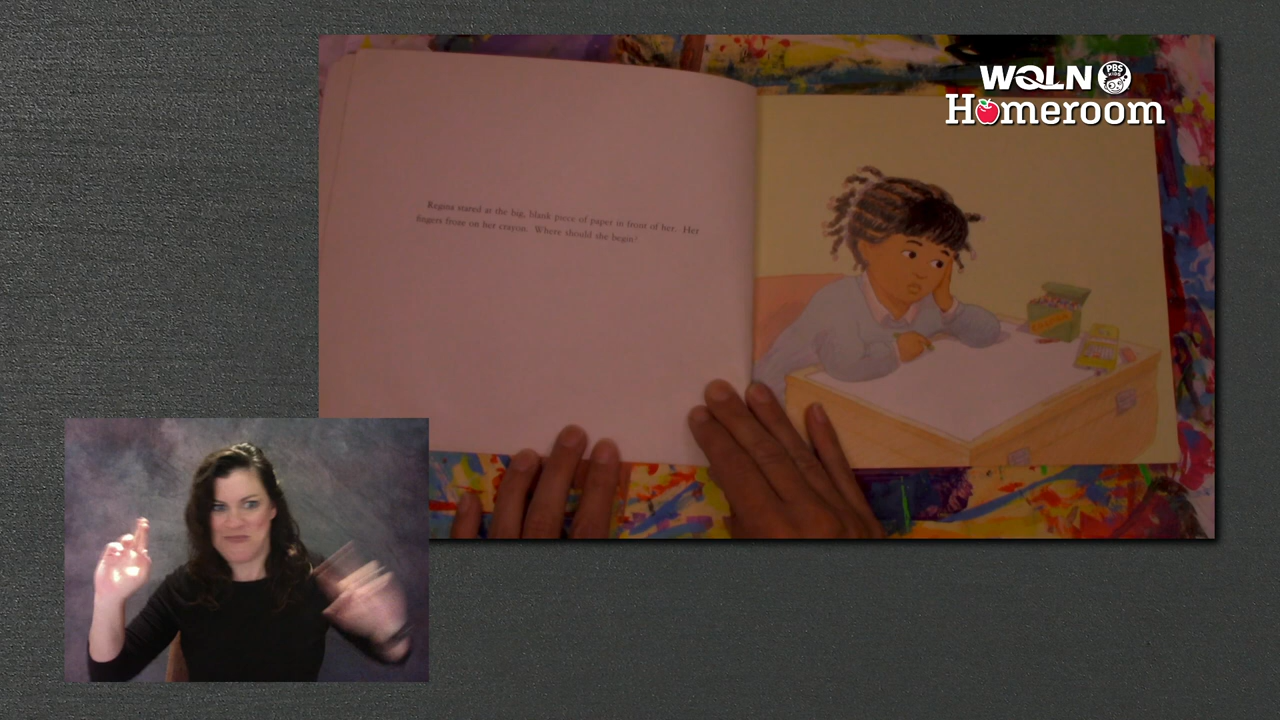 WQLN PBS KIDS
Homeroom
Regina stared at the big, blank piece of paper in front of her. Her
fingers froze on her crayon. Where should she begin?